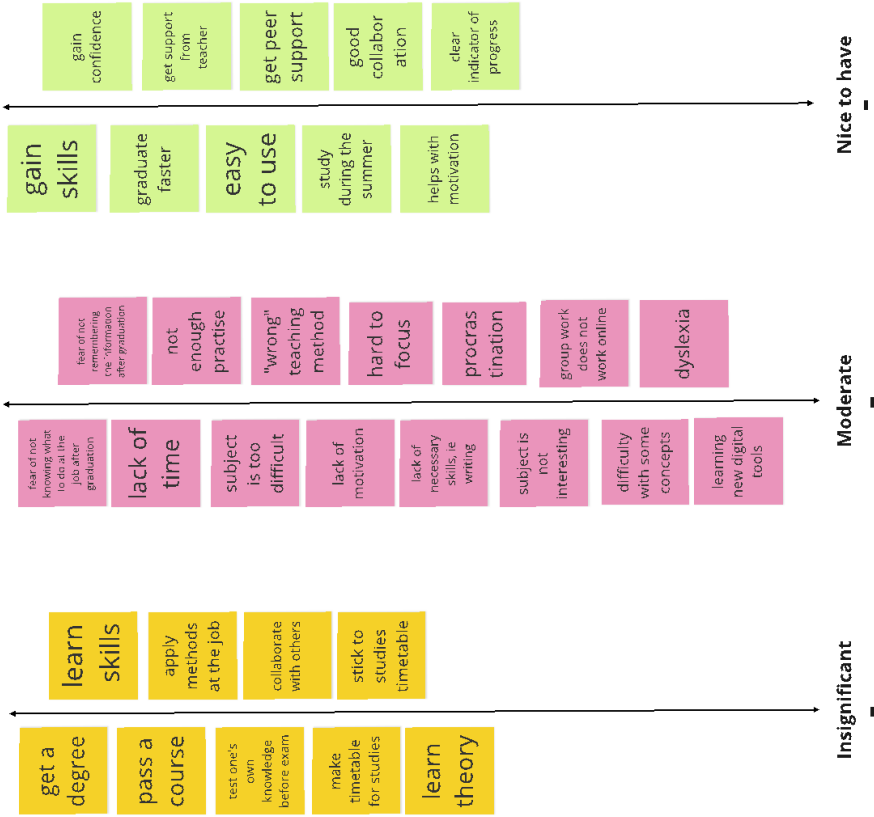 gain
confidence
get support
from
teacher
get peer
support
good
collabor
ation
clear
indicator of
progress
gain
skills
graduate
faster
easy
to use
study
during the
summer
helps with
motivation
Nice to have
fear of not
remembering
the information
after graduation
not
enough
practise
"wrong"
teaching
method
hard to
focus
procras
tination
group work
does not
work online
dyslexia
fear of not
knowing what
to do at the
job after
graduation
lack of
time
subject
is too
difficult
lack of
motivation
lack of
necessary
skills, ie
writing
subject is
not
interesting
difficulty
with some
concepts
learning
new digital
tools
Moderate
learn
skills
apply
methods
at the job
collaborate
with others
stick to
studies
timetable
get a
degree
pass a
course
test one's
own
knowledge
before exam
make
timetable
for studies
learn
theory
Insignificant